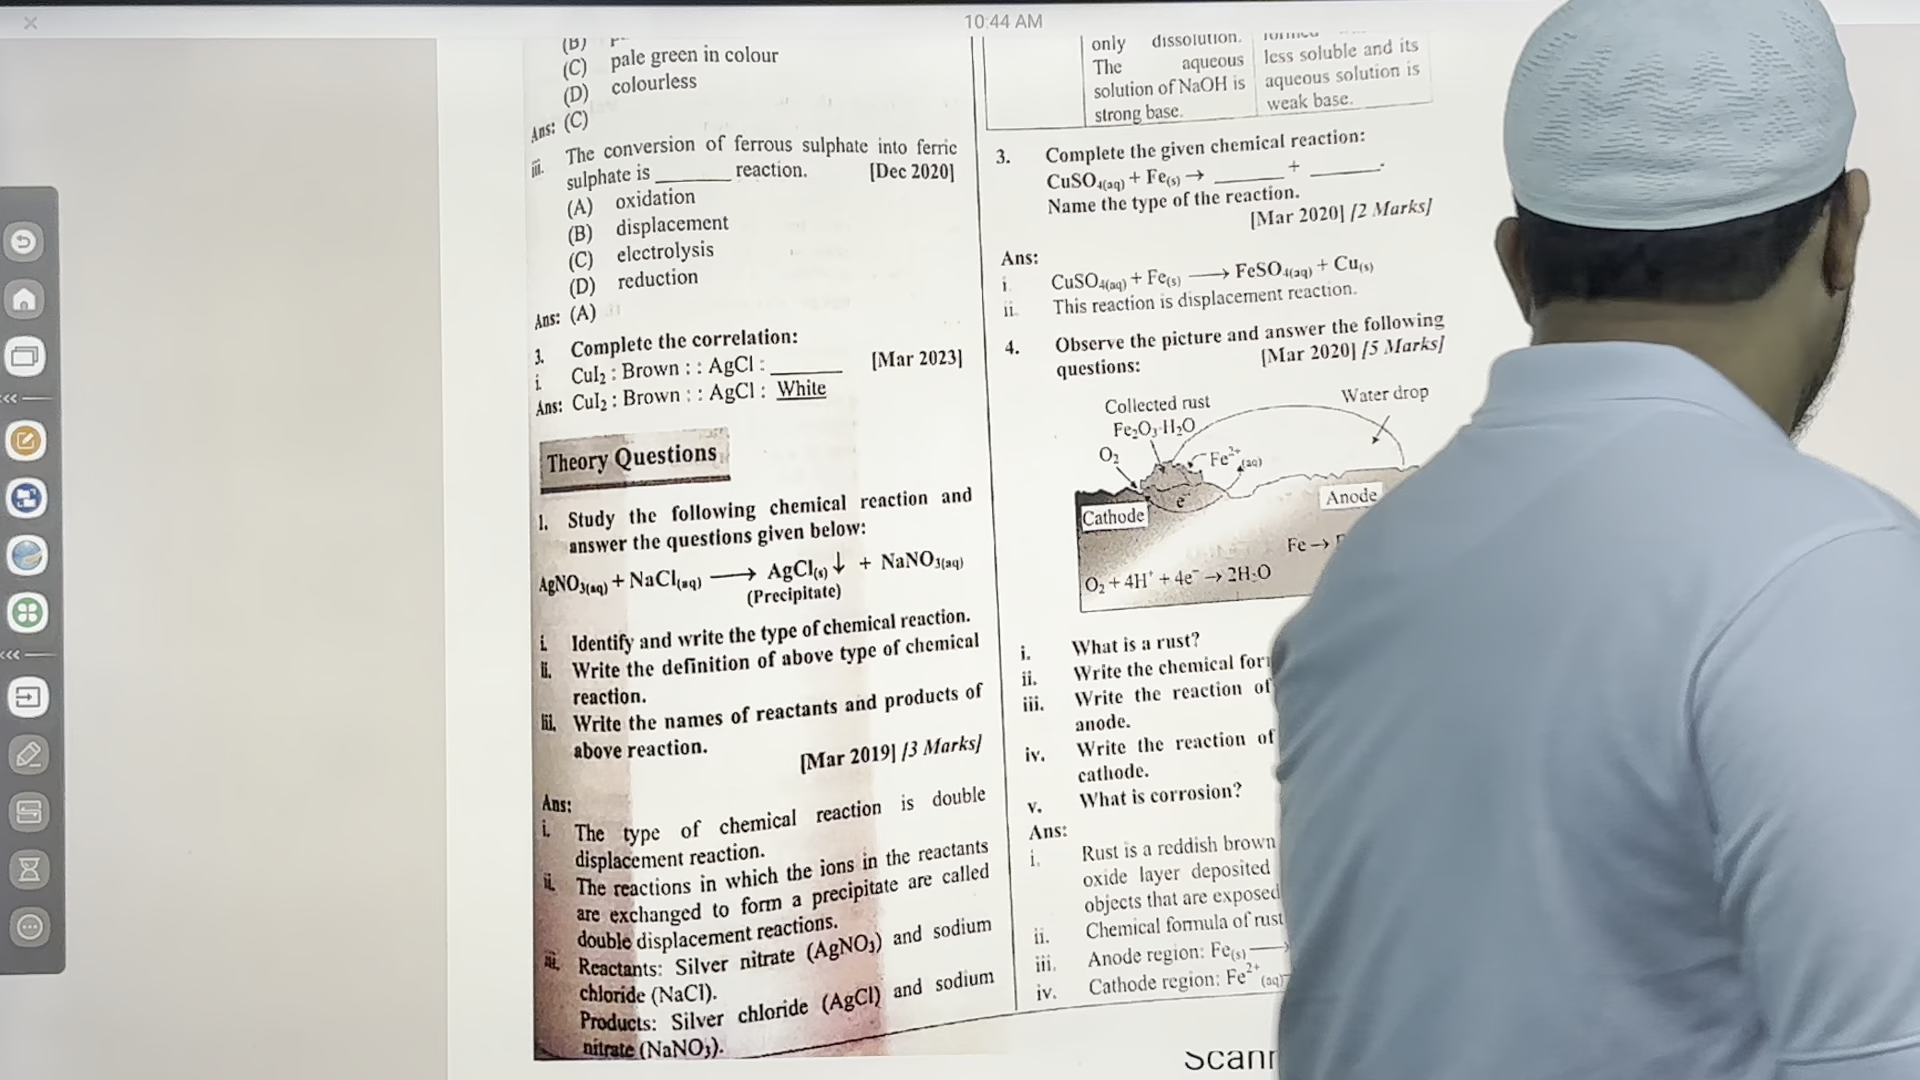 10:44 AM
(B)
(C) pale green in colour
(D) colourless
Ans: (C)
iii. The conversion of ferrous sulphate into ferric
sulphate is ________ reaction. [Dec 2020]
(A) oxidation
(B) displacement
(C) electrolysis
(D) reduction
Ans: (A)
3. Complete the correlation:
i. CuI₂ : Brown : : AgCl : ________ [Mar 2023]
Ans: CuI₂ : Brown : : AgCl : White
Theory Questions
1. Study the following chemical reaction and
answer the questions given below:
AgNO₃(aq) + NaCl(aq) ⟶ AgCl(s)↓ + NaNO₃(aq)
(Precipitate)
i. Identify and write the type of chemical reaction.
ii. Write the definition of above type of chemical
reaction.
iii. Write the names of reactants and products of
above reaction.
[Mar 2019] [3 Marks]
Ans:
i. The type of chemical reaction is double
displacement reaction.
ii. The reactions in which the ions in the reactants
are exchanged to form a precipitate are called
double displacement reactions.
iii. Reactants: Silver nitrate (AgNO₃) and sodium
chloride (NaCl).
Products: Silver chloride (AgCl) and sodium
nitrate (NaNO₃).
only dissolution.
The aqueous
solution of NaOH is
strong base.
less soluble and its
aqueous solution is
weak base.
3. Complete the given chemical reaction:
CuSO₄(aq) + Fe(s) → ________ + ________.
Name the type of the reaction.
[Mar 2020] [2 Marks]
Ans:
i. CuSO₄(aq) + Fe(s) ⟶ FeSO₄(aq) + Cu(s)
ii. This reaction is displacement reaction.
4. Observe the picture and answer the following
questions: [Mar 2020] [5 Marks]
Collected rust
Fe₂O₃·H₂O
Water drop
O₂
Fe²⁺(aq)
e⁻
Cathode
Anode
Fe →
O₂ + 4H⁺ + 4e⁻ → 2H₂O
i. What is a rust?
ii. Write the chemical
iii. Write the reaction of
anode.
iv. Write the reaction of
cathode.
v. What is corrosion?
Ans:
i. Rust is a reddish brown
oxide layer deposited
objects that are exposed
ii. Chemical formula of rust
iii. Anode region: Fe(s) ⟶
iv. Cathode region: Fe²⁺(aq)